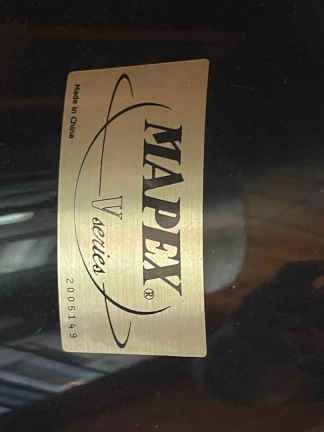 MAPEX®
V series
Made in China
2005149